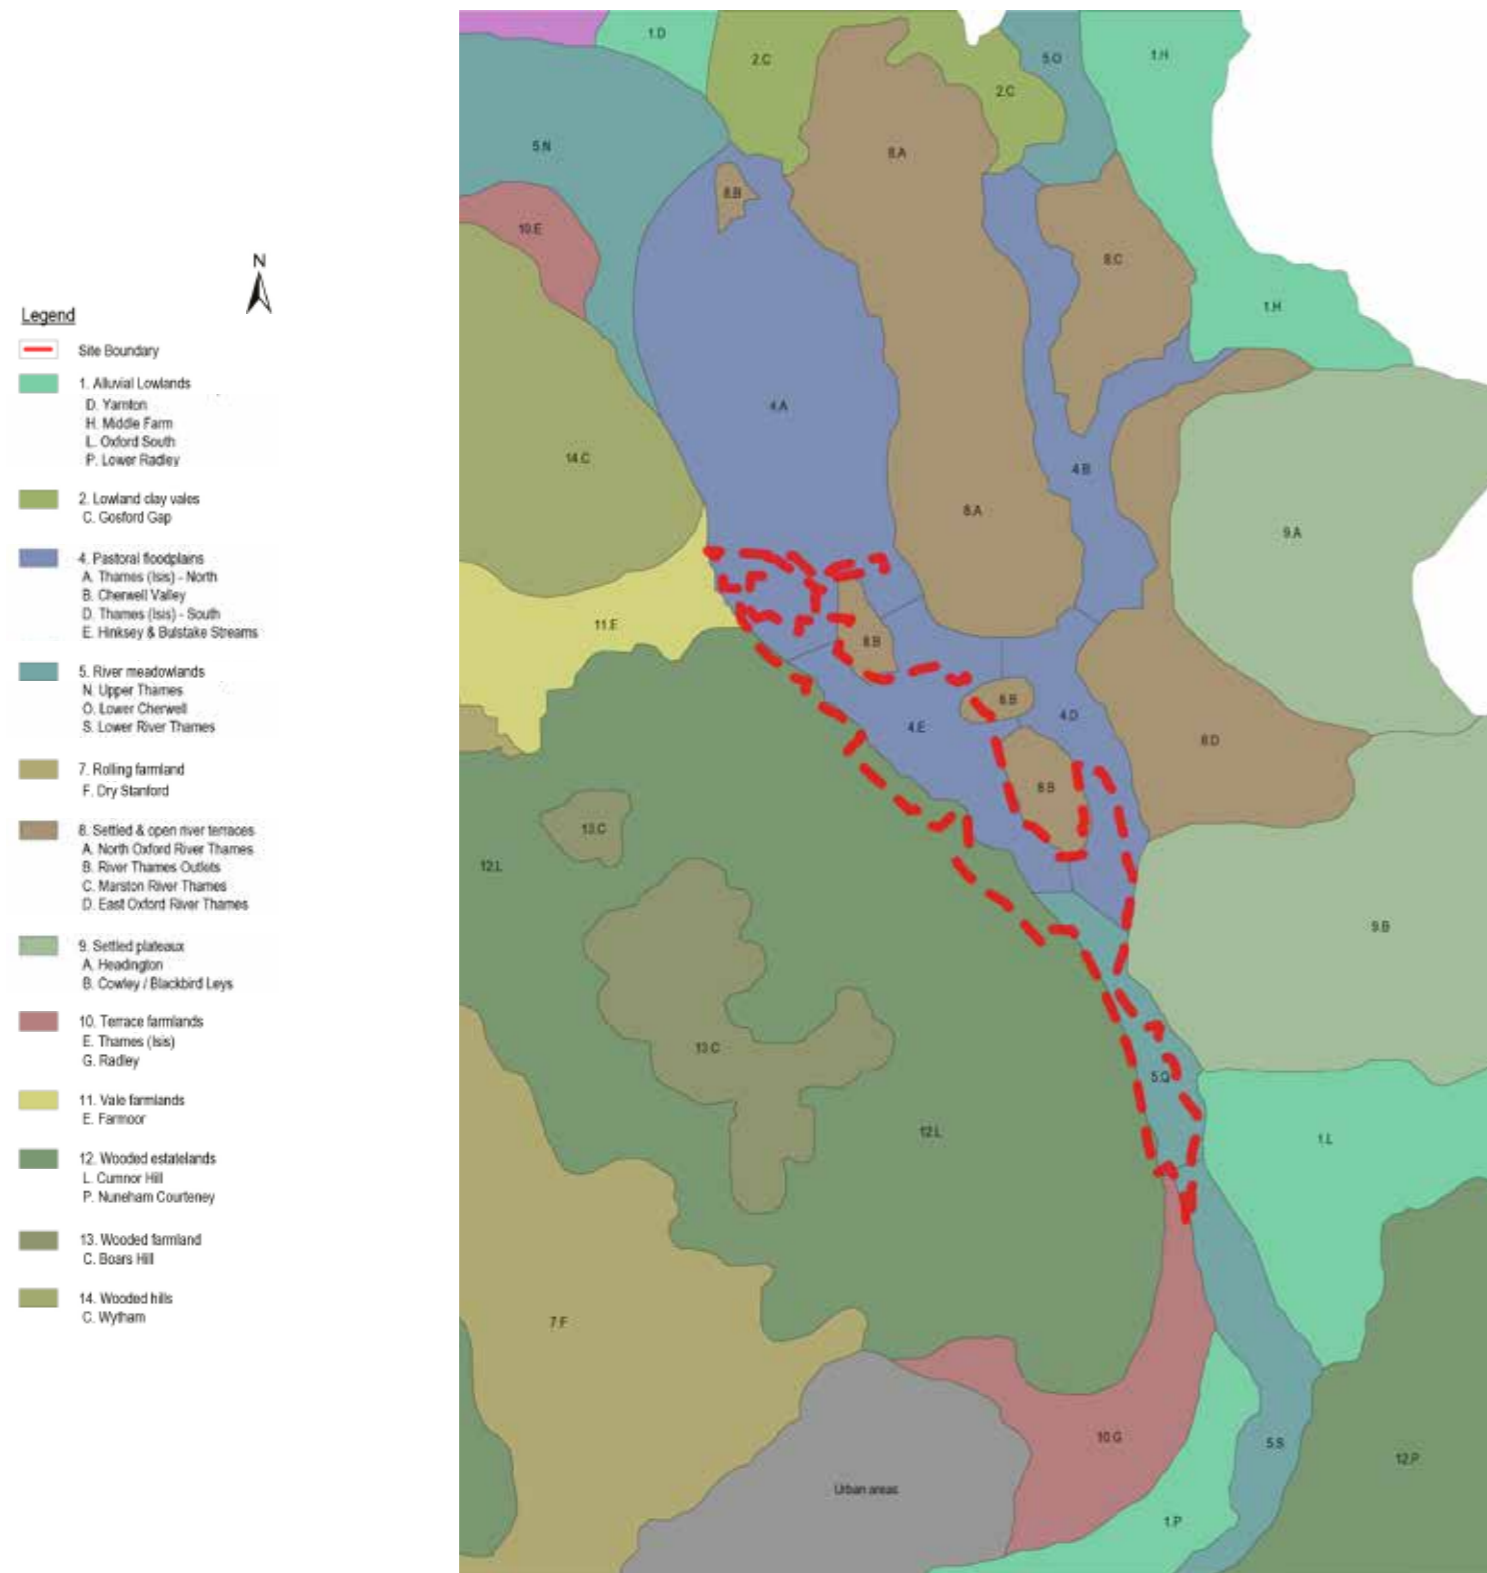 N
Legend
Site Boundary
1. Alluvial Lowlands
D. Yarnton
H. Middle Farm
L. Oxford South
P. Lower Radley
2. Lowland clay vales
C. Gosford Gap
4. Pastoral floodplains
A. Thames (Isis) - North
B. Cherwell Valley
D. Thames (Isis) - South
E. Hinksey & Bulstake Streams
5. River meadowlands
N. Upper Thames
O. Lower Cherwell
S. Lower River Thames
7. Rolling farmland
F. Dry Stanford
8. Settled & open river terraces
A. North Oxford River Thames
B. River Thames Outlets
C. Marston River Thames
D. East Oxford River Thames
9. Settled plateaux
A. Headington
B. Cowley / Blackbird Leys
10. Terrace farmlands
E. Thames (Isis)
G. Radley
11. Vale farmlands
E. Farmoor
12. Wooded estatelands
L. Cumnor Hill
P. Nuneham Courteney
13. Wooded farmland
C. Boars Hill
14. Wooded hills
C. Wytham
1.D
2.C
5.O
1.H
2.C
5.N
8.A
8.B
10.E
8.C
1.H
4.A
14.C
4.B
8.A
9.A
11.E
8.B
8.B
4.E
4.D
8.D
8.B
13.C
12.L
9.B
13.C
5.Q
12.L
1.L
7.F
10.G
5.S
12.P
Urban areas
1.P